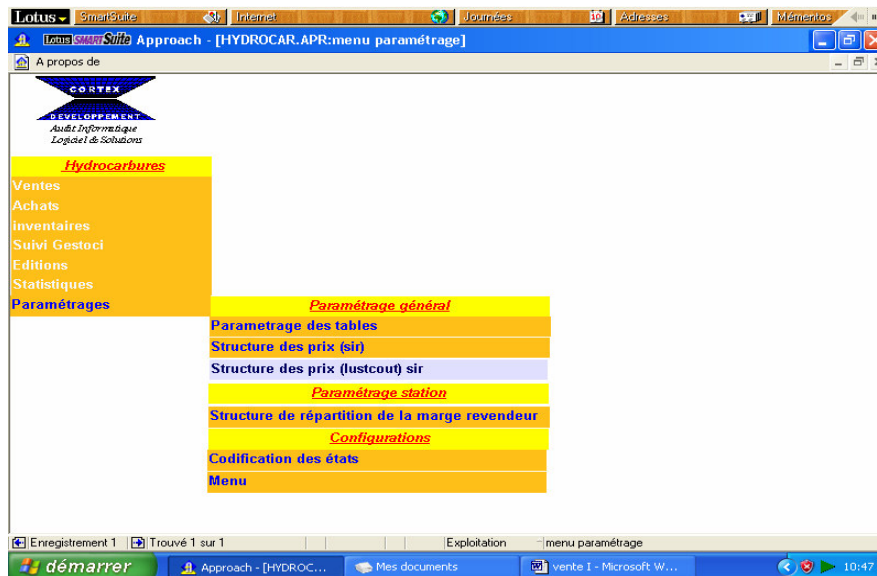 Lotus SmartSuite Internet Journées 10 Adresses Mémentos
Lotus SMARTSuite Approach - [HYDROCAR.APR:menu paramétrage]
A propos de
CORTEX
DEVELOPPEMENT
Audit Informatique
Logiciel & Solutions
Hydrocarbures
Ventes
Achats
inventaires
Suivi Gestoci
Editions
Statistiques
Paramétrages
Paramétrage général
Parametrage des tables
Structure des prix (sir)
Structure des prix (lustcout) sir
Paramétrage station
Structure de répartition de la marge revendeur
Configurations
Codification des états
Menu
Enregistrement 1 Trouvé 1 sur 1 Exploitation menu paramétrage
démarrer Approach - [HYDROC... Mes documents vente I - Microsoft W... 10:47